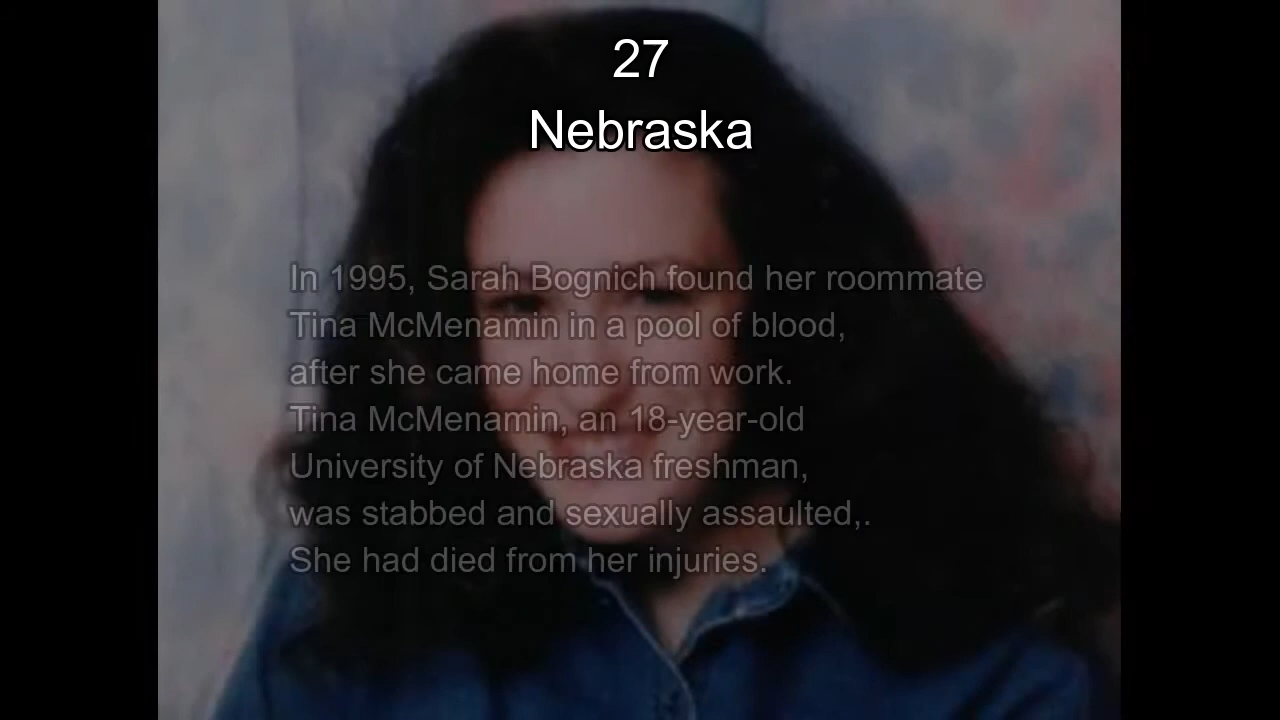 27
Nebraska
In 1995, Sarah Bognich found her roommate
Tina McMenamin in a pool of blood,
after she came home from work.
Tina McMenamin, an 18-year-old
University of Nebraska freshman,
was stabbed and sexually assaulted,.
She had died from her injuries.